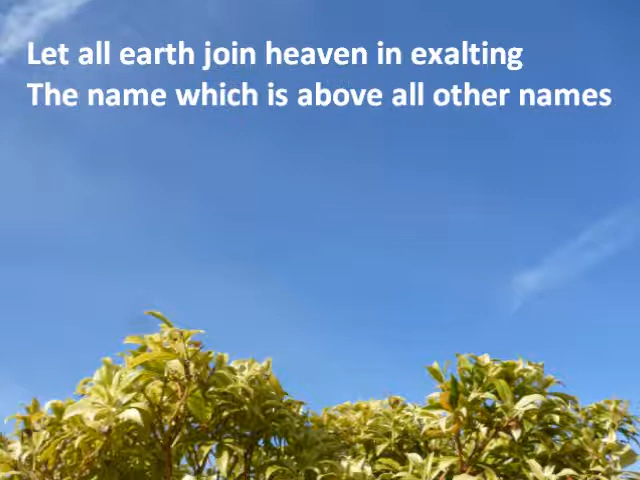 Let all earth join heaven in exalting
The name which is above all other names